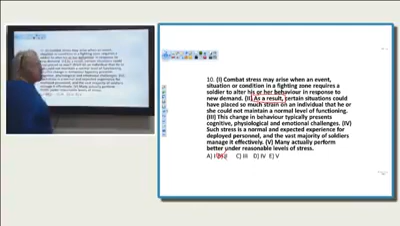 10. (I) Combat stress may arise when an event,
situation or condition in a fighting zone requires a
soldier to alter his or her behaviour in response to
new demand. (II) As a result, certain situations could
have placed so much strain on an individual that he or
she could not maintain a normal level of functioning.
(III) This change in behaviour typically presents
cognitive, physiological and emotional challenges. (IV)
Such stress is a normal and expected experience for
deployed personnel, and the vast majority of soldiers
manage it effectively. (V) Many actually perform
better under reasonable levels of stress.
A) I B) II C) III D) IV E) V